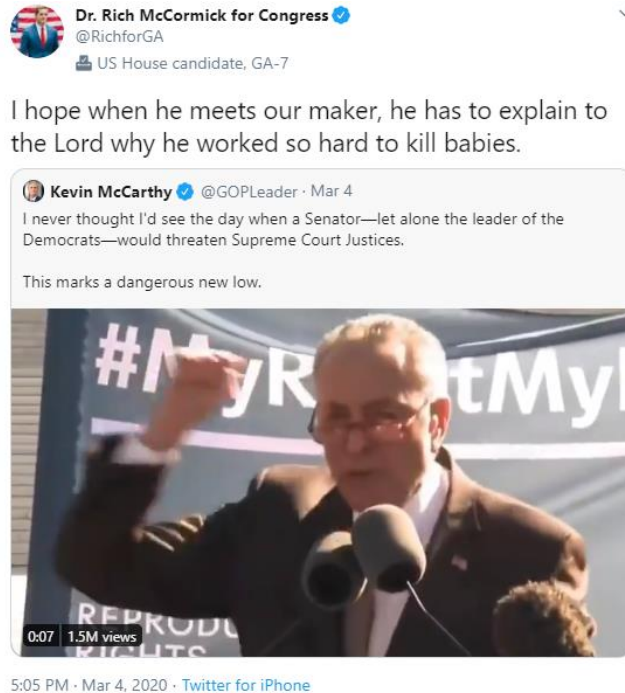 Dr. Rich McCormick for Congress
@RichforGA
US House candidate, GA-7
I hope when he meets our maker, he has to explain to
the Lord why he worked so hard to kill babies.
Kevin McCarthy @GOPLeader · Mar 4
I never thought I'd see the day when a Senator—let alone the leader of the
Democrats—would threaten Supreme Court Justices.
This marks a dangerous new low.
0:07 1.5M views
5:05 PM · Mar 4, 2020 · Twitter for iPhone